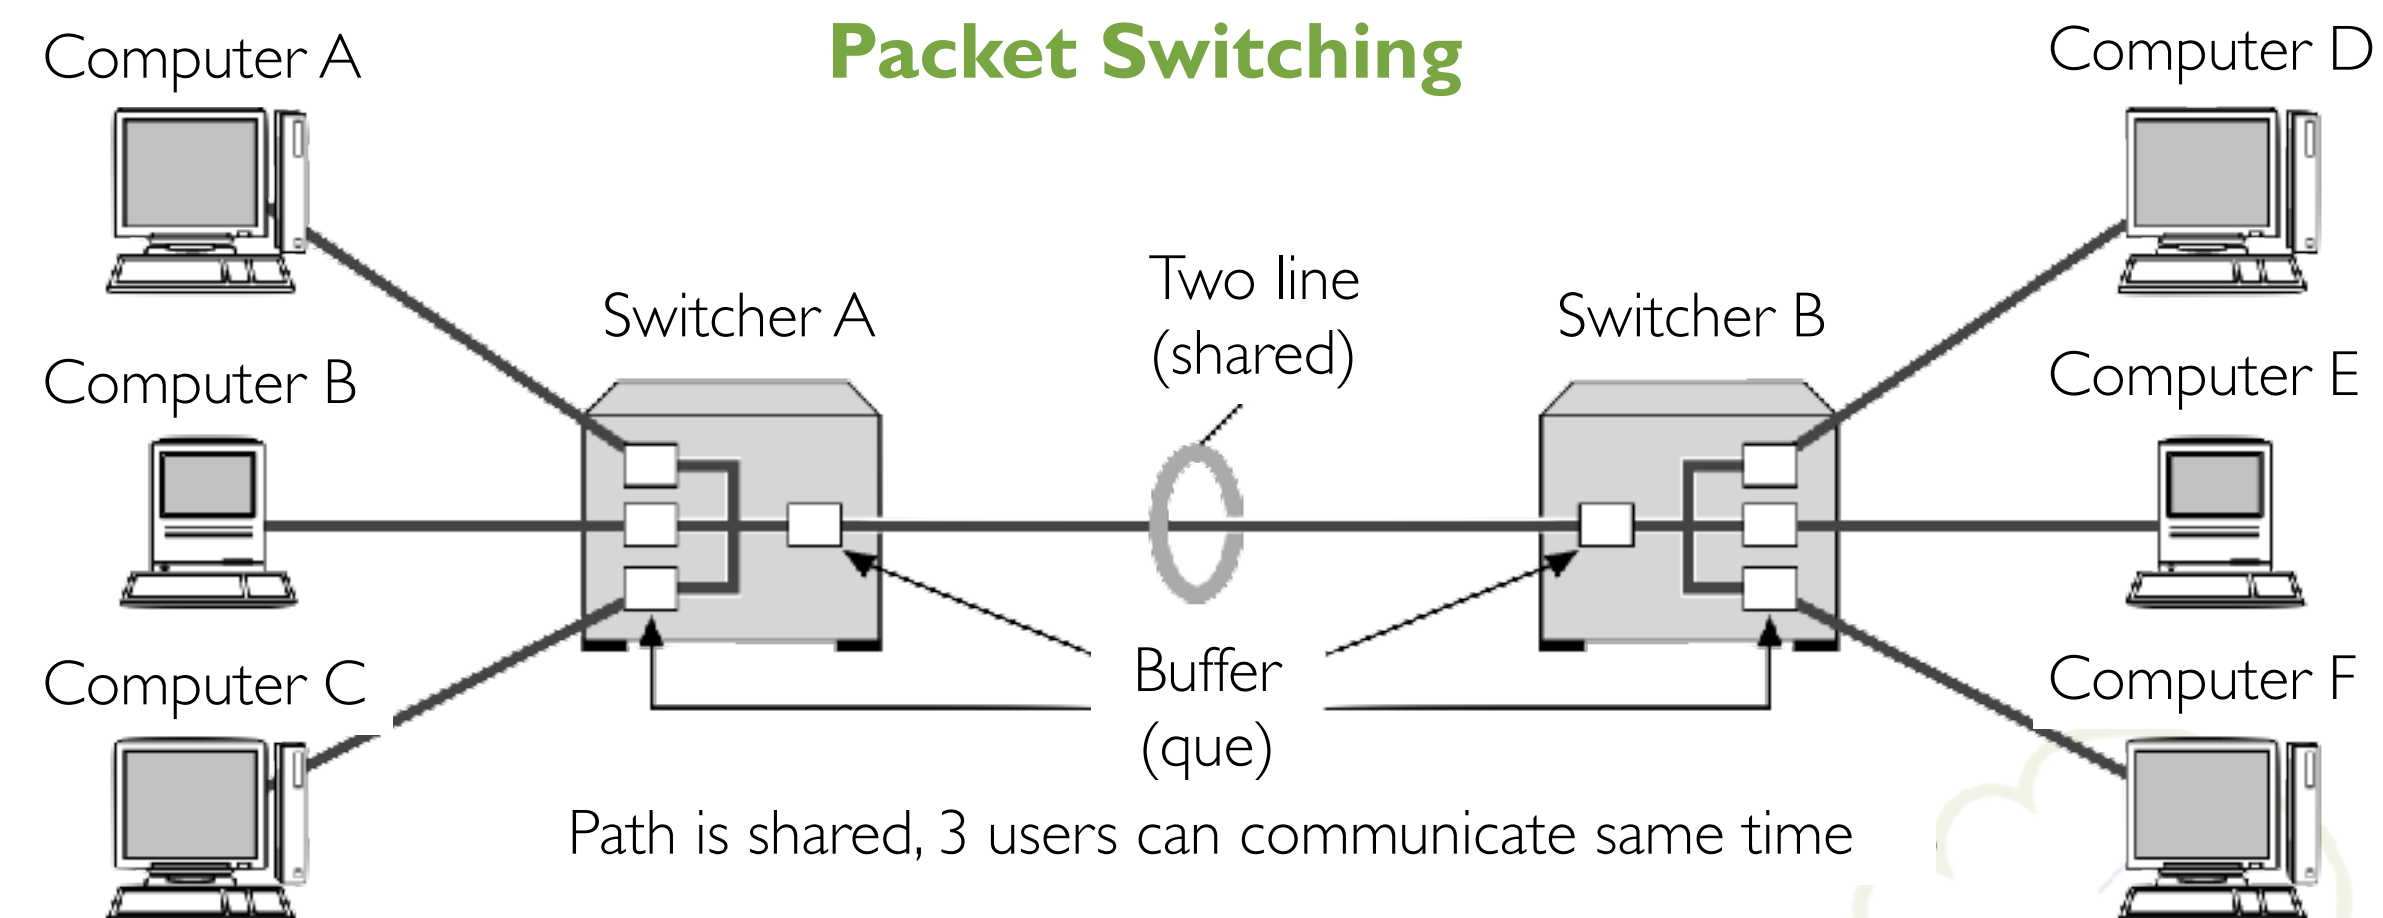 Packet Switching
Computer A
Computer D
Two line
(shared)
Switcher A
Switcher B
Computer B
Computer E
Computer C
Buffer
(que)
Computer F
Path is shared, 3 users can communicate same time